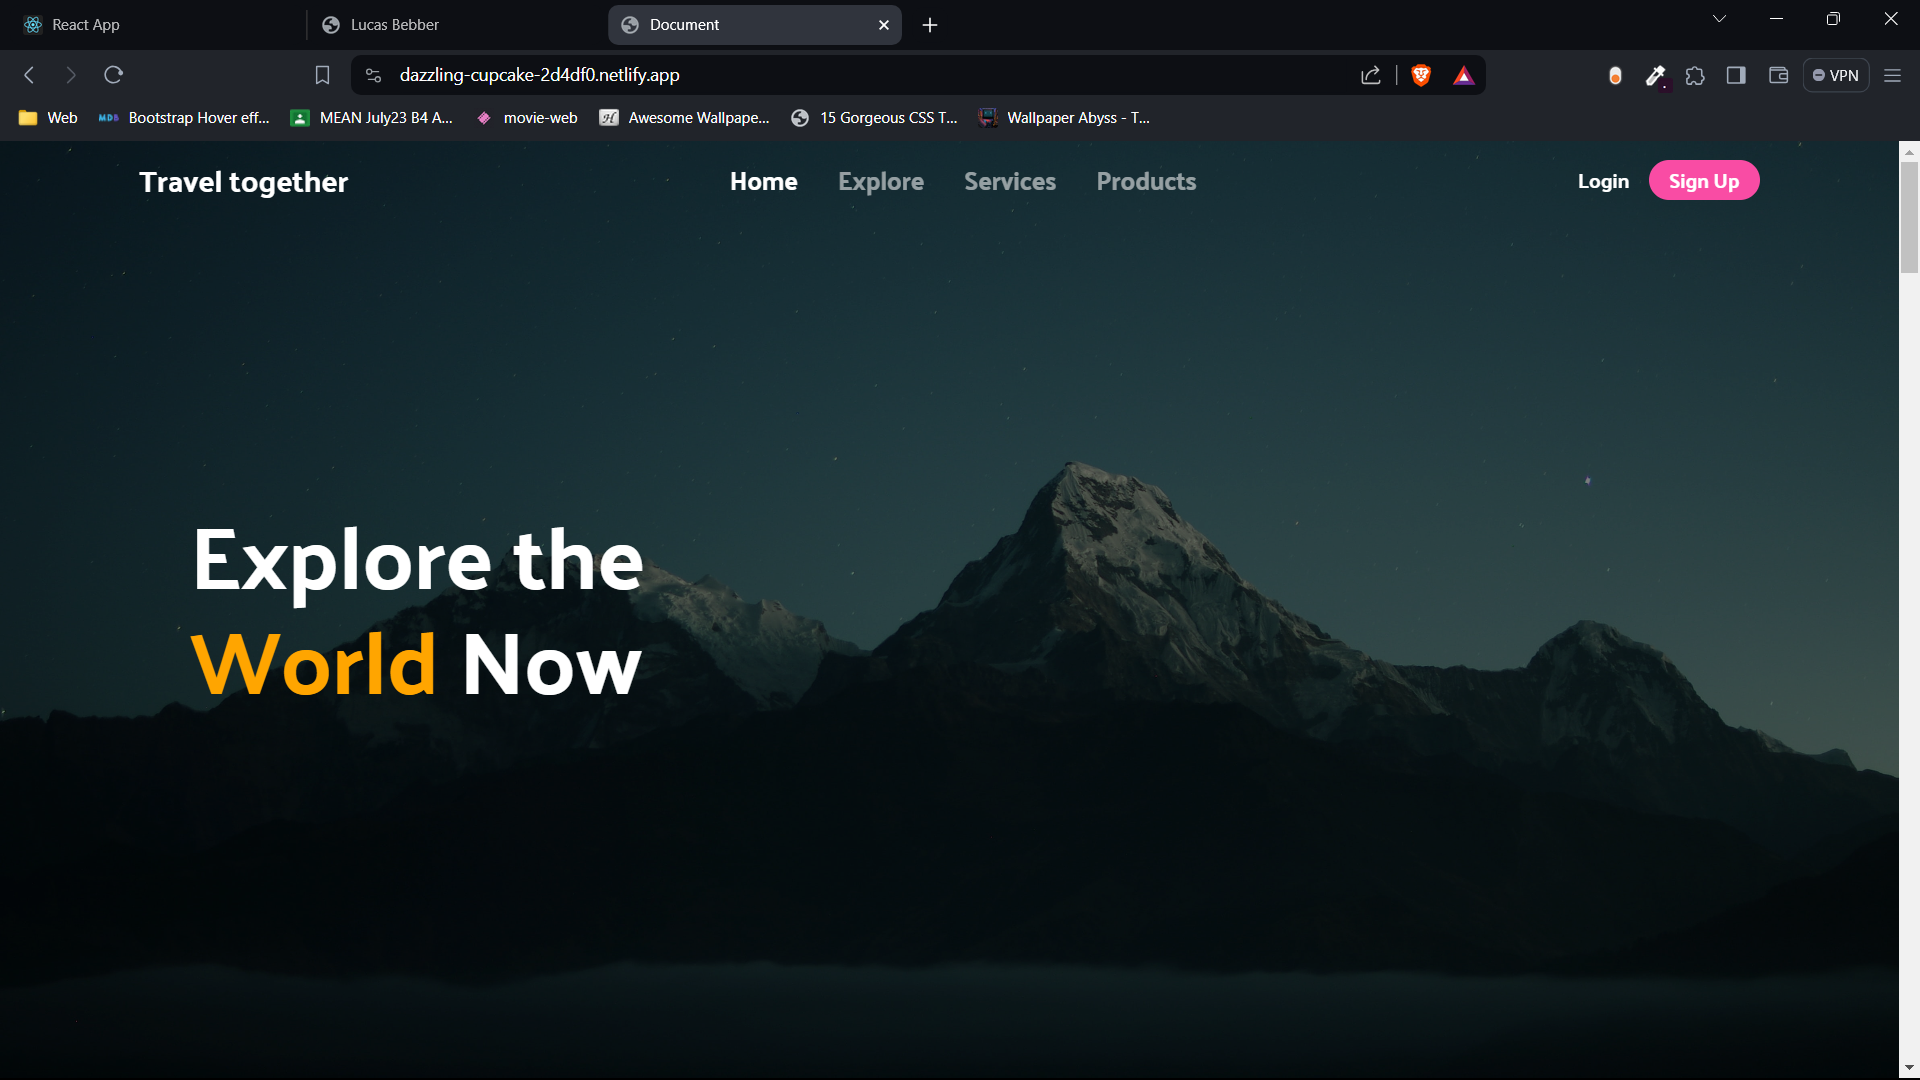 React App
Lucas Bebber
Document
dazzling-cupcake-2d4df0.netlify.app
VPN
Web
MDB
Bootstrap Hover eff...
MEAN July23 B4 A...
movie-web
H
Awesome Wallpape...
15 Gorgeous CSS T...
Wallpaper Abyss - T...
Travel together
Home
Explore
Services
Products
Login
Sign Up
Explore the
World Now